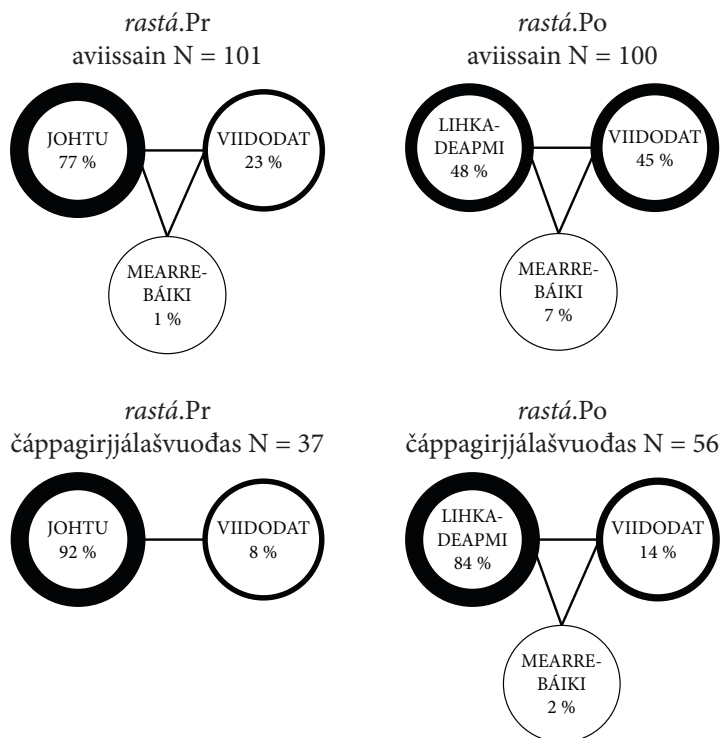 rastá.Pr
aviissain N = 101
JOHTU
77 %
VIIDODAT
23 %
MEARRE-
BÁIKI
1 %
rastá.Po
aviissain N = 100
LIHKA-
DEAPMI
48 %
VIIDODAT
45 %
MEARRE-
BÁIKI
7 %
rastá.Pr
čáppagirjjálašvuođas N = 37
JOHTU
92 %
VIIDODAT
8 %
rastá.Po
čáppagirjjálašvuođas N = 56
LIHKA-
DEAPMI
84 %
VIIDODAT
14 %
MEARRE-
BÁIKI
2 %